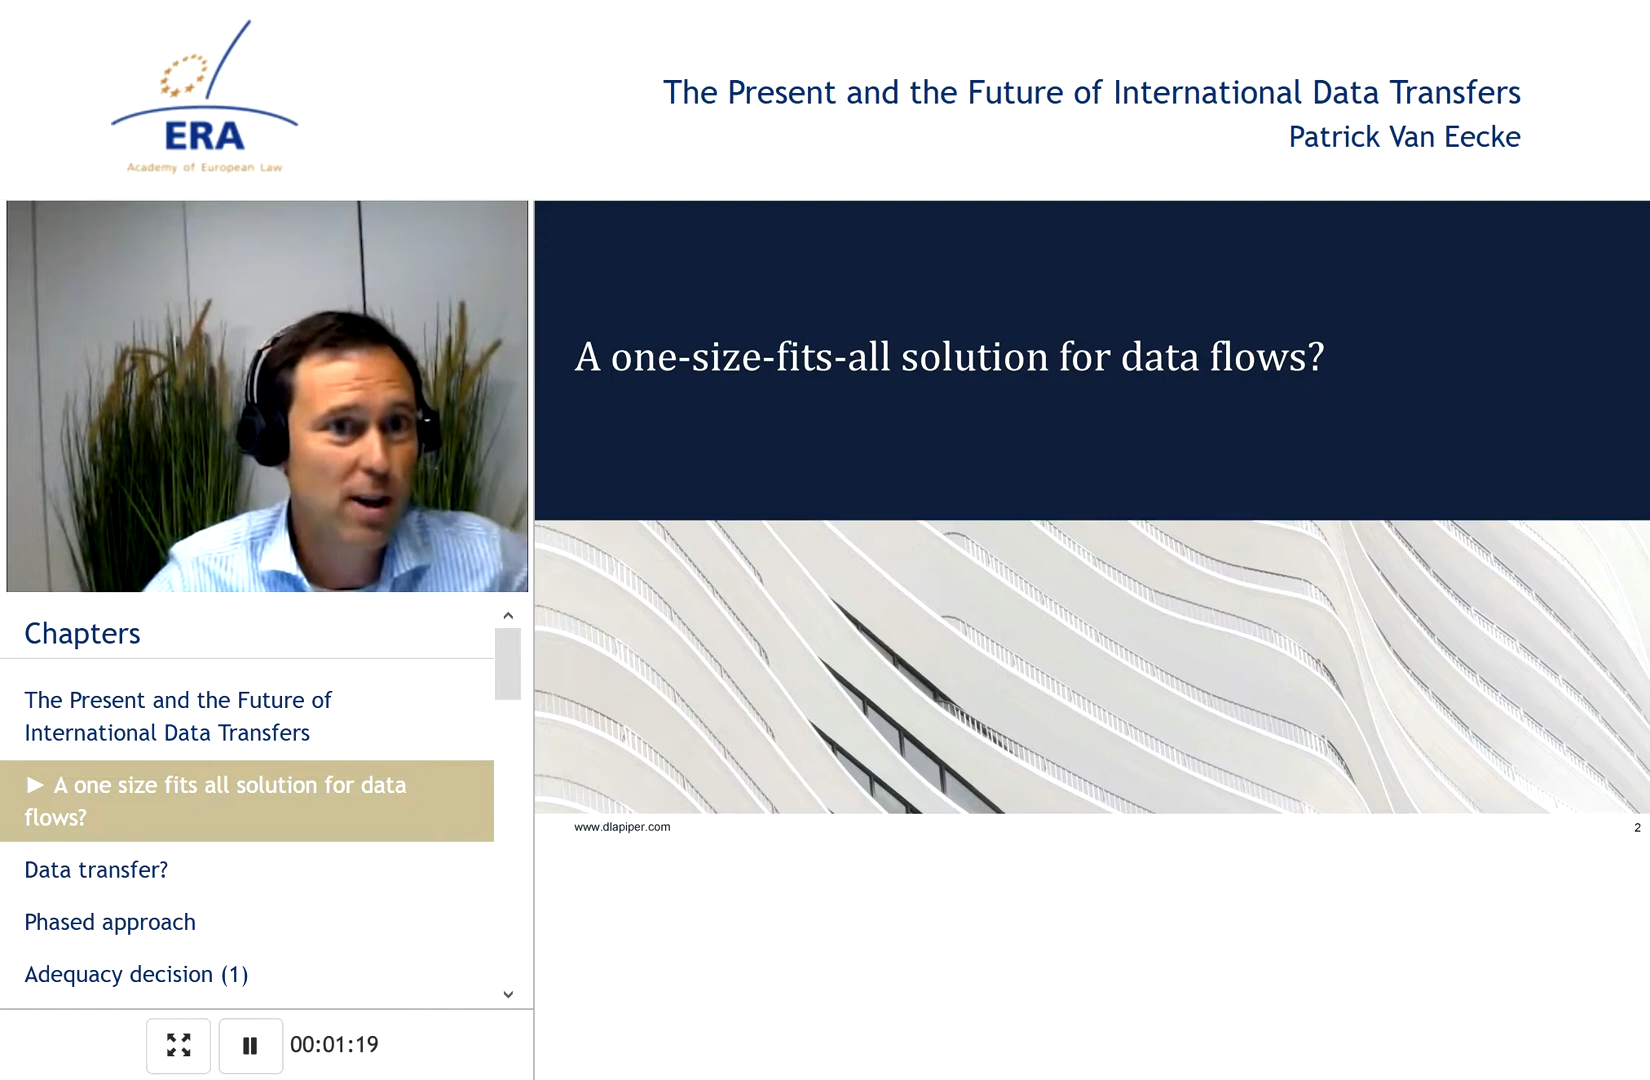 ERA
Academy of European Law
The Present and the Future of International Data Transfers
Patrick Van Eecke
A one-size-fits-all solution for data flows?
www.dlapiper.com
2
Chapters
The Present and the Future of
International Data Transfers
► A one size fits all solution for data
flows?
Data transfer?
Phased approach
Adequacy decision (1)
00:01:19